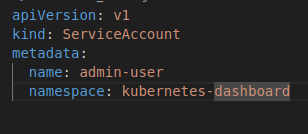 apiVersion: v1
kind: ServiceAccount
metadata:
  name: admin-user
  namespace: kubernetes-dashboard